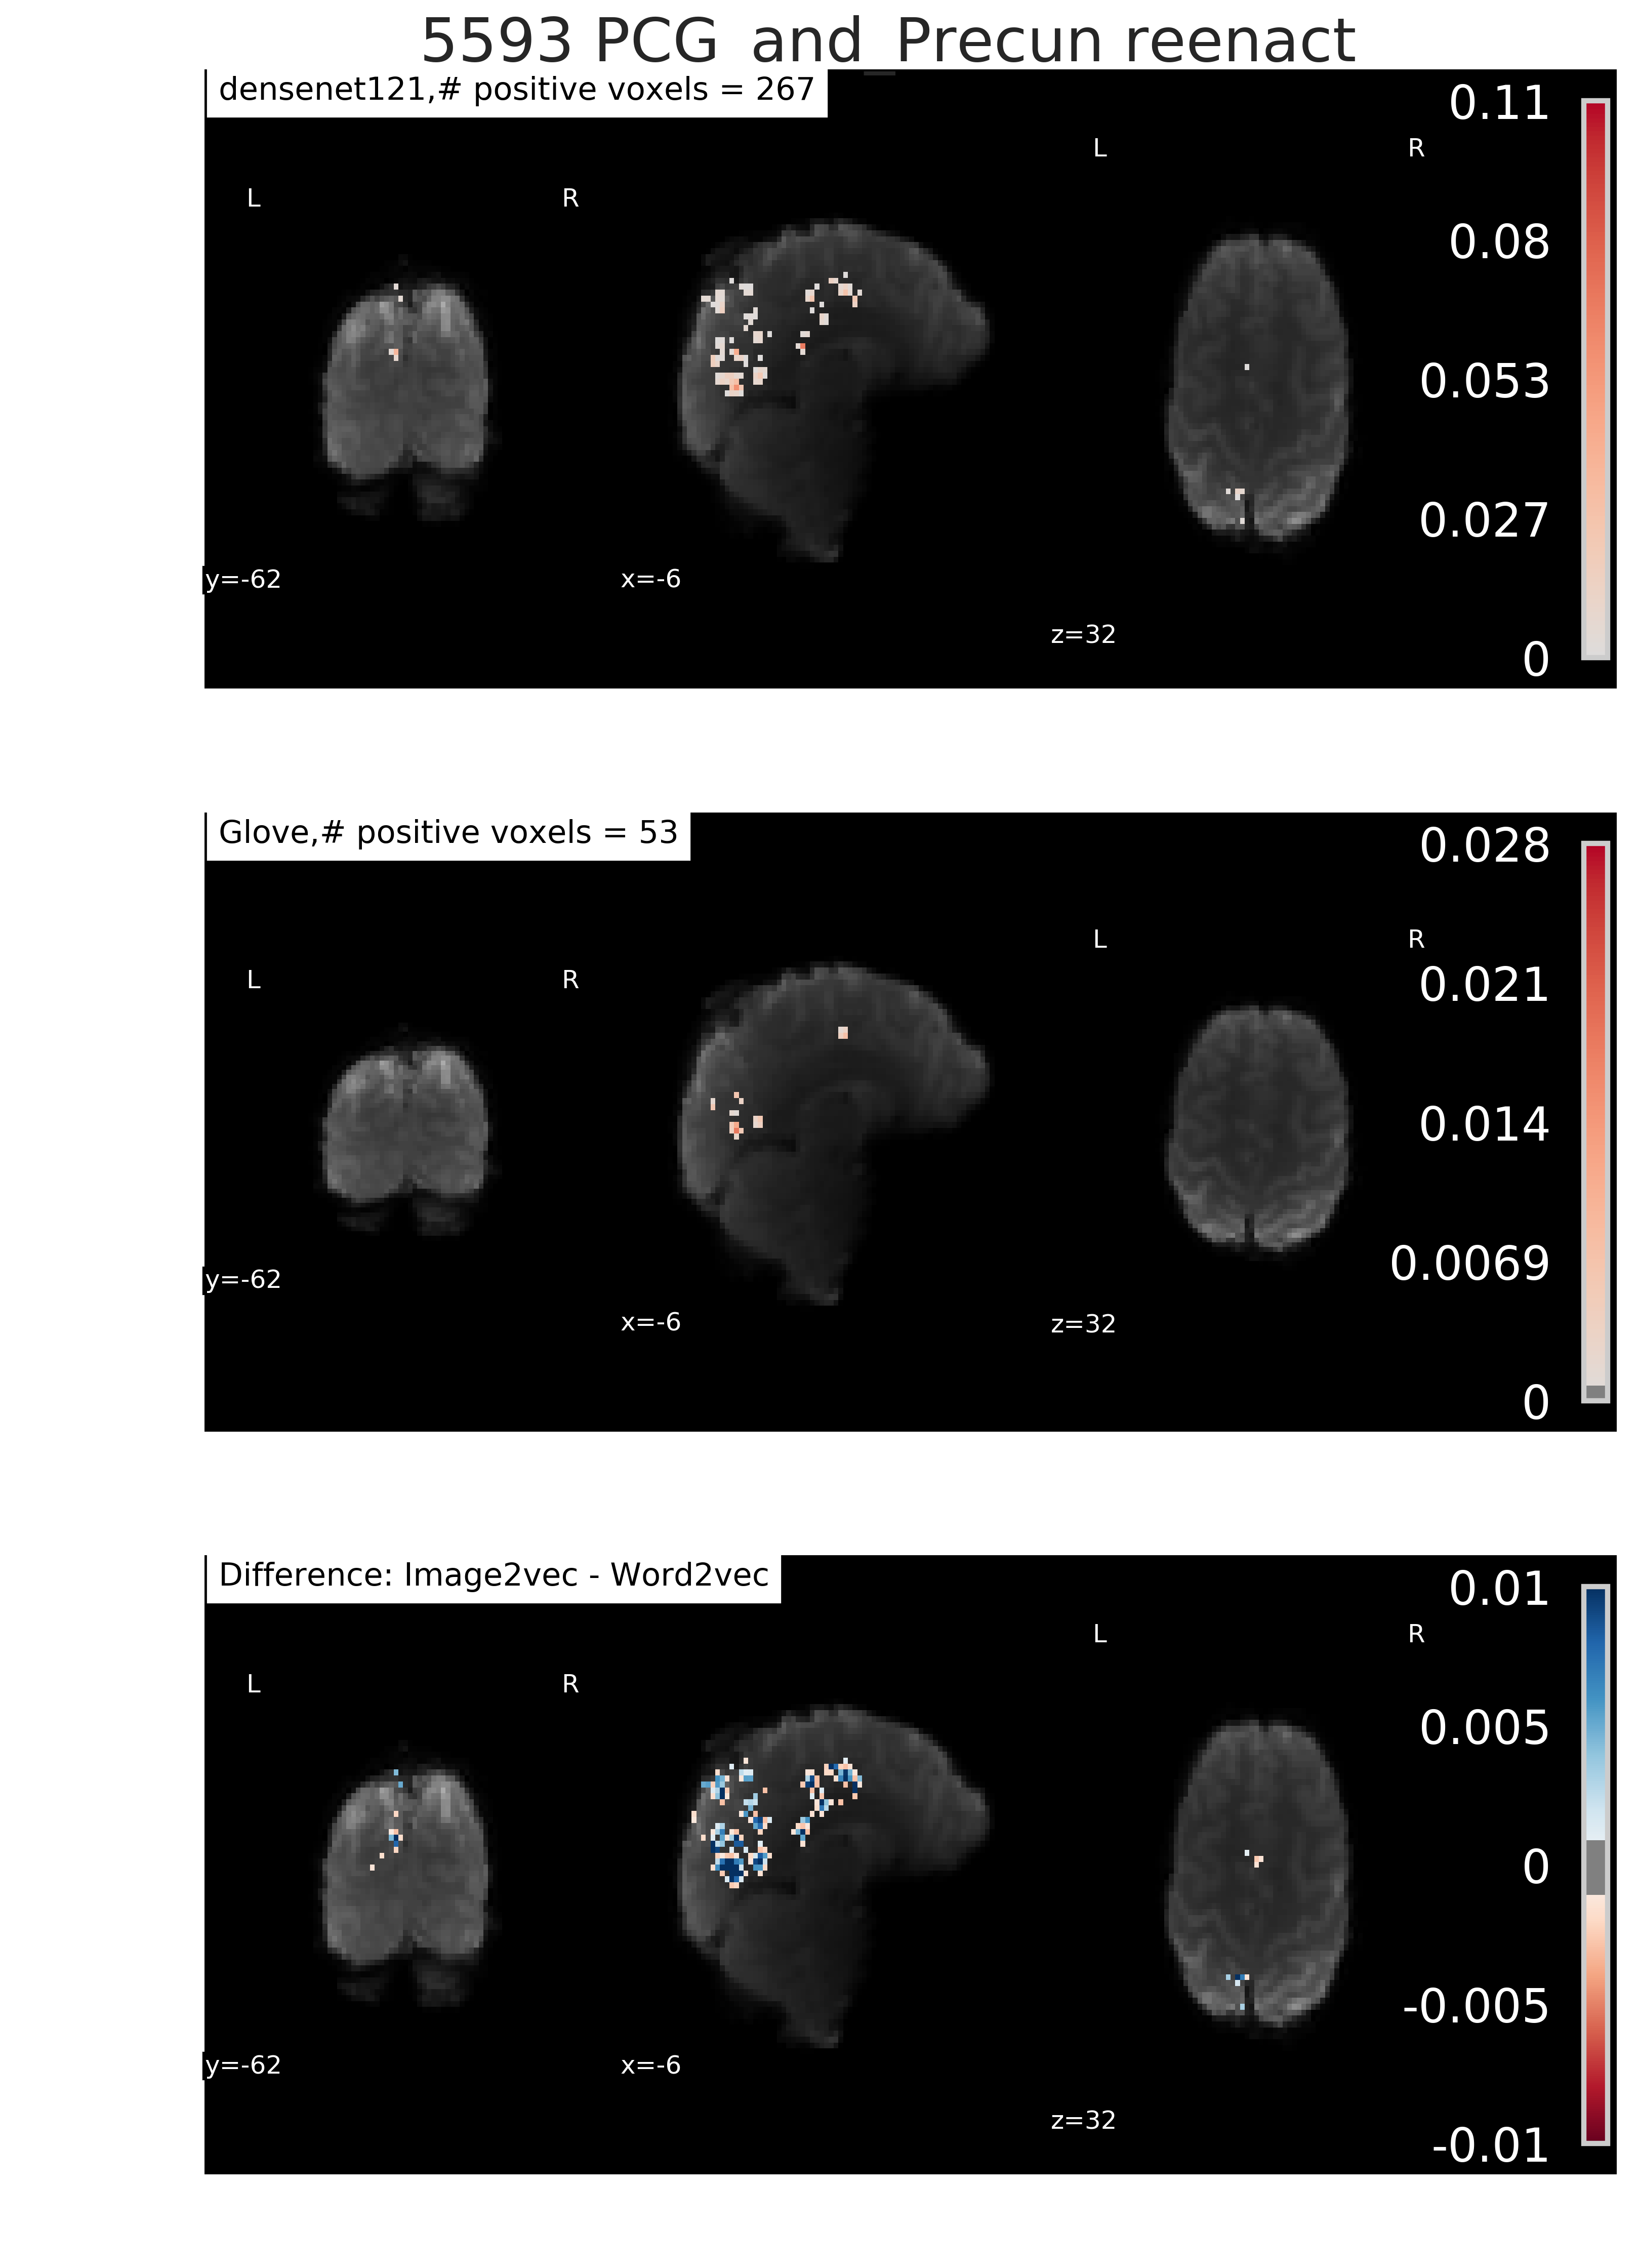 5593 PCG_and_Precun reenact
densenet121,# positive voxels = 267
0.11
L R
L R
0.08
0.053
0.027
y=-62 x=-6
z=32
0
Glove,# positive voxels = 53
0.028
L R
L R
0.021
0.014
0.0069
y=-62
x=-6 z=32
0
Difference: Image2vec - Word2vec
0.01
L R
L R
0.005
0
-0.005
y=-62 x=-6
z=32
-0.01